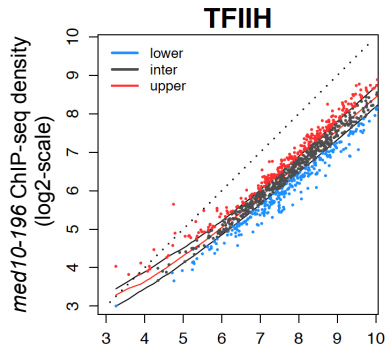 TFIIH
med10-196 ChIP-seq density
(log2-scale)
lower
inter
upper
10
9
8
7
6
5
4
3
3 4 5 6 7 8 9 10